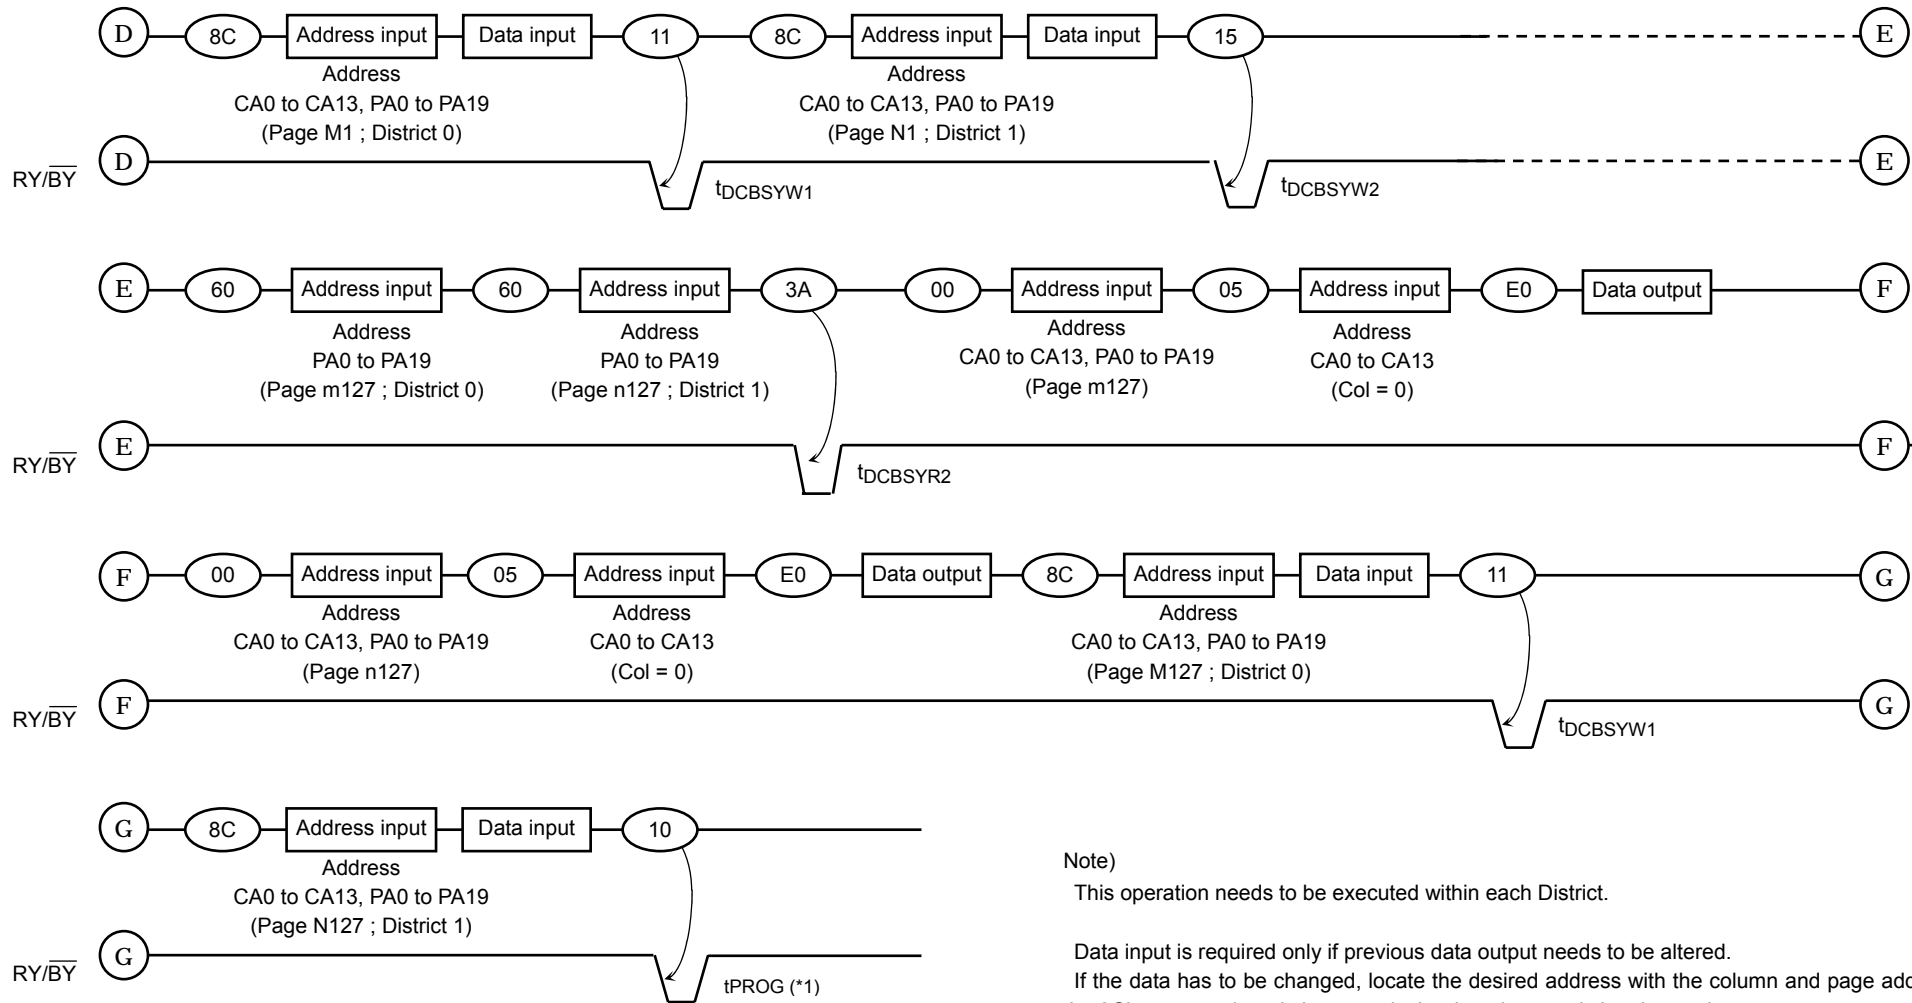 D 8C Address input Data input 11 8C Address input Data input 15 E
Address Address
CA0 to CA13, PA0 to PA19 CA0 to CA13, PA0 to PA19
(Page M1 ; District 0) (Page N1 ; District 1)
RY/BY D E
tDCBSYW1 tDCBSYW2
E 60 Address input 60 Address input 3A 00 Address input 05 Address input E0 Data output F
Address Address Address Address
PA0 to PA19 PA0 to PA19 CA0 to CA13, PA0 to PA19 CA0 to CA13
(Page m127 ; District 0) (Page n127 ; District 1) (Page m127) (Col = 0)
RY/BY E F
tDCBSYR2
F 00 Address input 05 Address input E0 Data output 8C Address input Data input 11 G
Address Address Address
CA0 to CA13, PA0 to PA19 CA0 to CA13 CA0 to CA13, PA0 to PA19
(Page n127) (Col = 0) (Page M127 ; District 0)
RY/BY F G
tDCBSYW1
G 8C Address input Data input 10
Address
CA0 to CA13, PA0 to PA19
(Page N127 ; District 1)
RY/BY G
tPROG (*1)
Note)
This operation needs to be executed within each District.
Data input is required only if previous data output needs to be altered.
If the data has to be changed, locate the desired address with the column and page